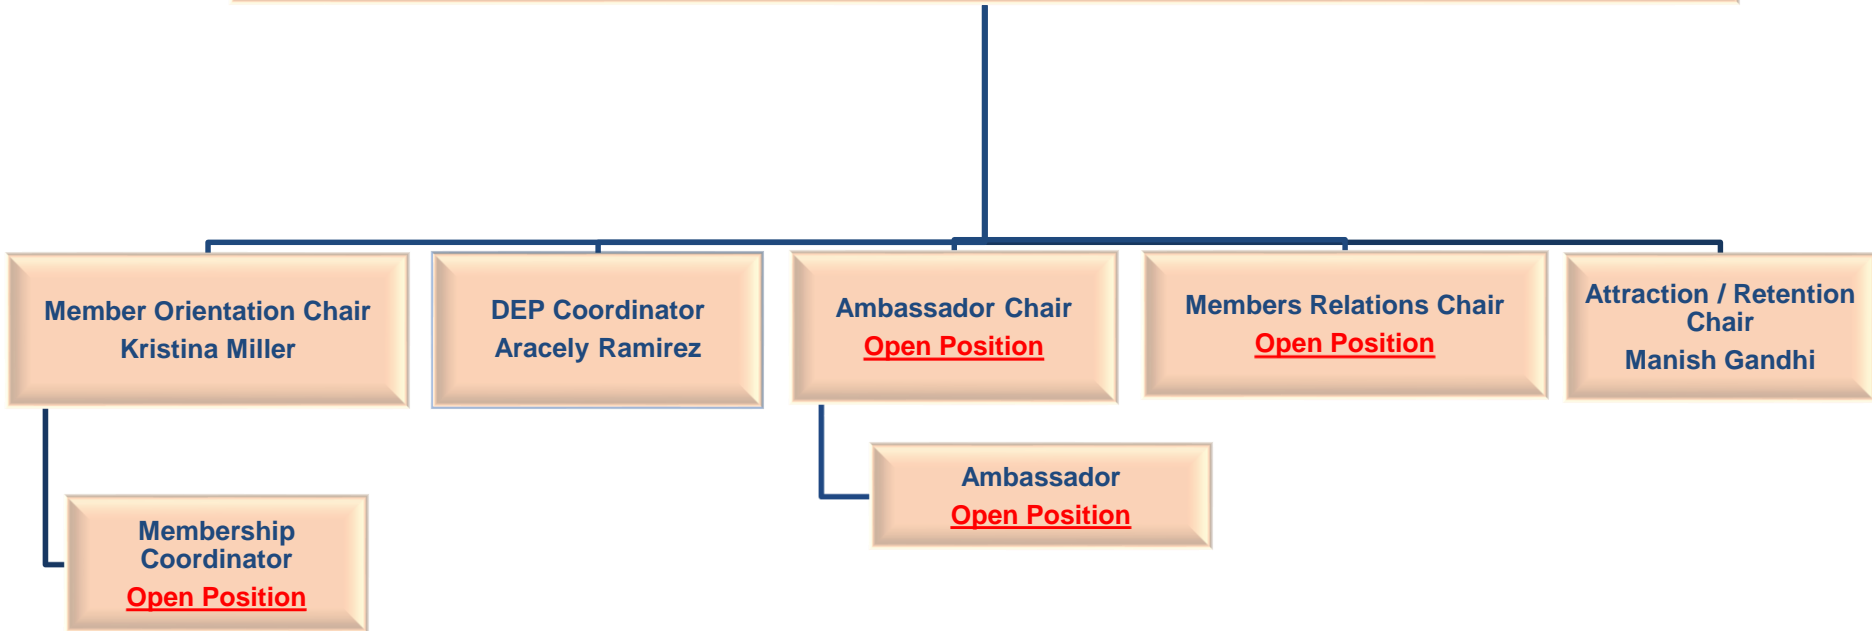 Member Orientation Chair
Kristina Miller
DEP Coordinator
Aracely Ramirez
Ambassador Chair
Open Position
Members Relations Chair
Open Position
Attraction / Retention
Chair
Manish Gandhi
Ambassador
Open Position
Membership
Coordinator
Open Position